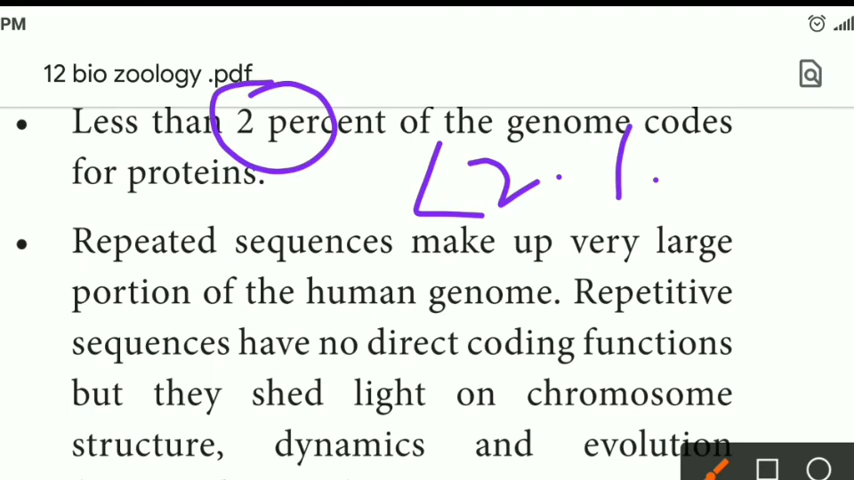 PM
12 bio zoology .pdf
• Less than 2 percent of the genome codes
for proteins.
<2 . / .
• Repeated sequences make up very large
portion of the human genome. Repetitive
sequences have no direct coding functions
but they shed light on chromosome
structure, dynamics and evolution